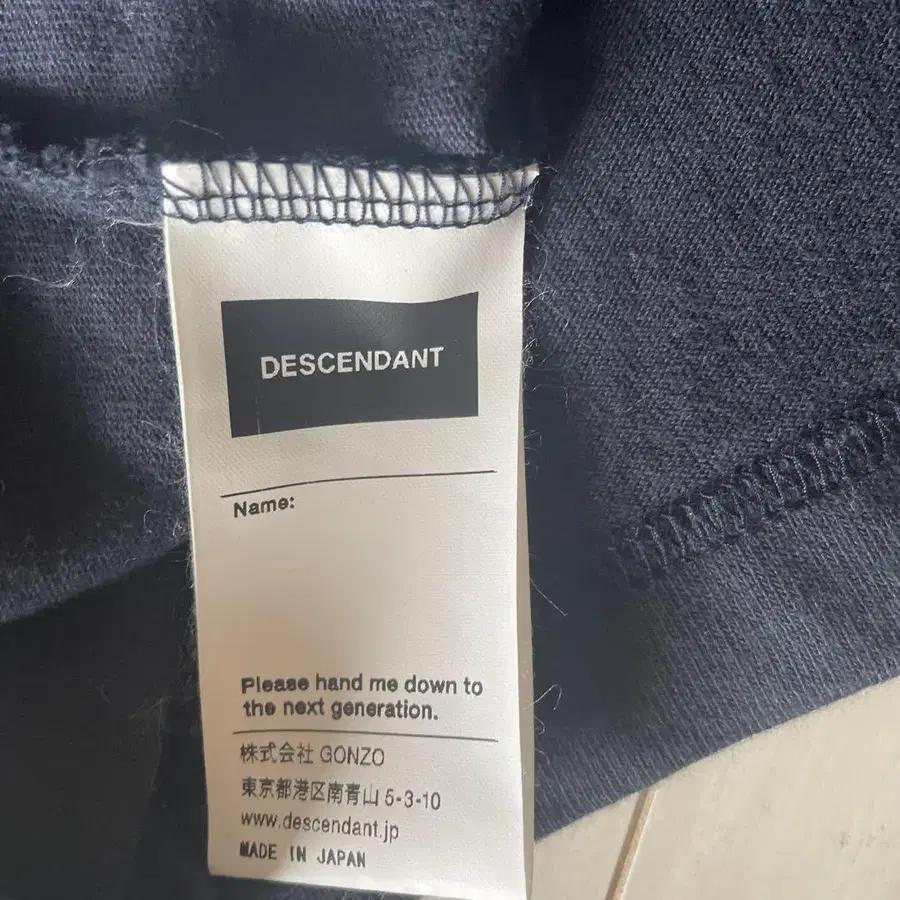 DESCENDANT
Name:
Please hand me down to
the next generation.
株式会社 GONZO
東京都港区南青山 5-3-10
www.descendant.jp
MADE IN JAPAN